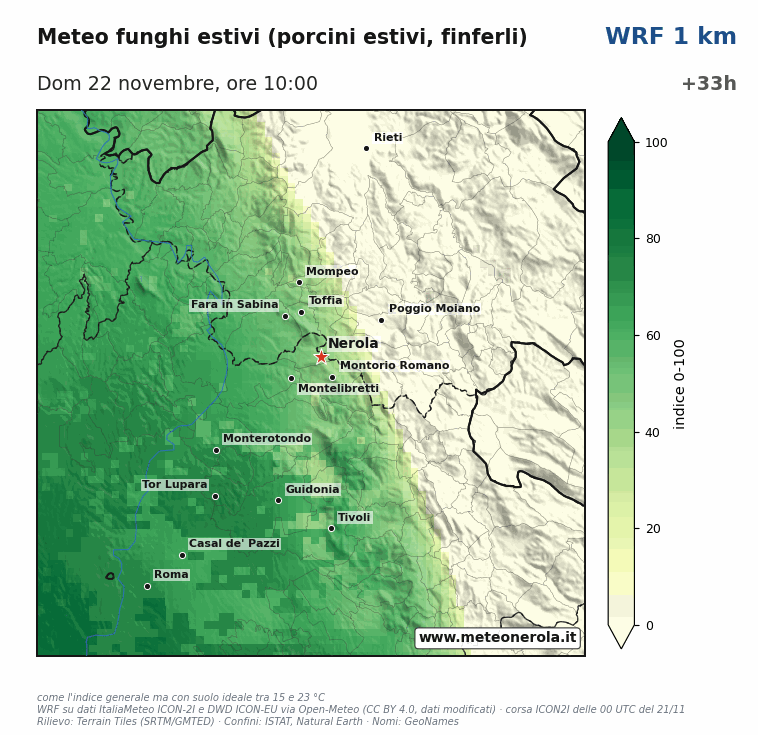 Meteo funghi estivi (porcini estivi, finferli)
WRF 1 km
Dom 22 novembre, ore 10:00
+33h
Rieti
Mompeo
Toffia
Fara in Sabina
Poggio Moiano
Nerola
Montorio Romano
Montelibretti
Monterotondo
Tor Lupara
Guidonia
Tivoli
Casal de' Pazzi
Roma
www.meteonerola.it
100
80
60
40
20
0
indice 0-100
come l'indice generale ma con suolo ideale tra 15 e 23 °C
WRF su dati ItaliaMeteo ICON-2I e DWD ICON-EU via Open-Meteo (CC BY 4.0, dati modificati) · corsa ICON2I delle 00 UTC del 21/11
Rilievo: Terrain Tiles (SRTM/GMTED) · Confini: ISTAT, Natural Earth · Nomi: GeoNames